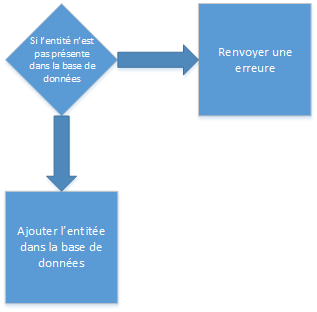 Si l'entité n'est
pas présente
dans la base de
données
Renvoyer une
erreure
Ajouter l'entitée
dans la base de
données